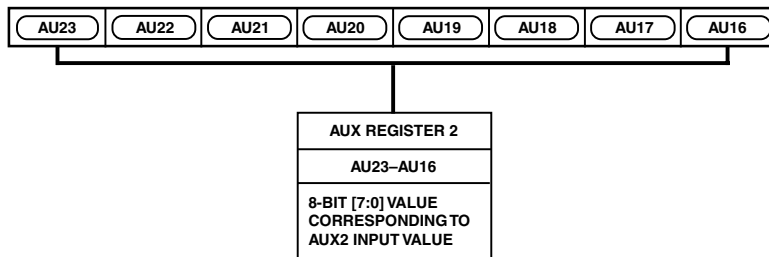 AU23 AU22 AU21 AU20 AU19 AU18 AU17 AU16
AUX REGISTER 2
AU23–AU16
8-BIT [7:0] VALUE
CORRESPONDING TO
AUX2 INPUT VALUE